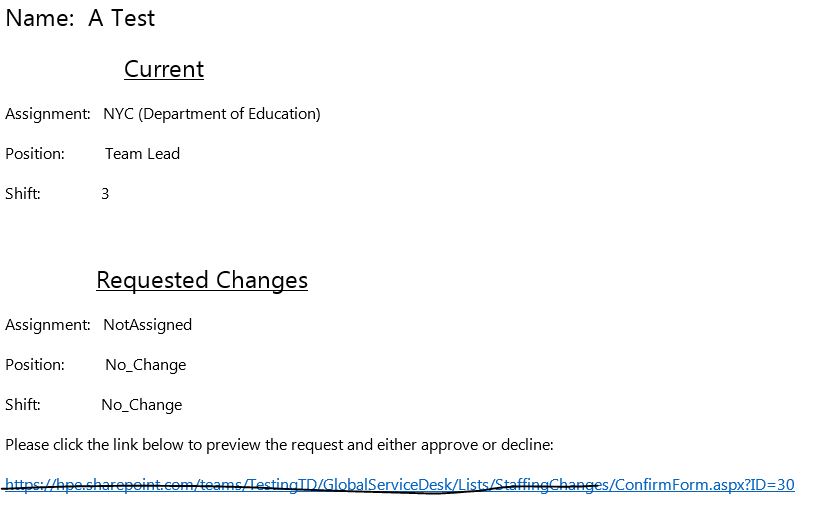 Name: A Test
Current
Assignment: NYC (Department of Education)
Position: Team Lead
Shift: 3
Requested Changes
Assignment: NotAssigned
Position: No_Change
Shift: No_Change
Please click the link below to preview the request and either approve or decline:
https://hpe.sharepoint.com/teams/TestingTD/GlobalServiceDesk/Lists/StaffingChanges/ConfirmForm.aspx?ID=30